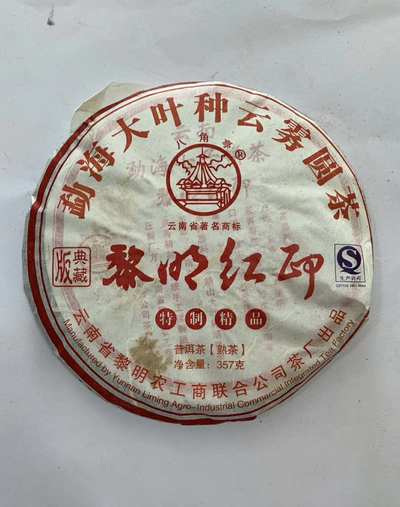 勐海大叶种云雾圆茶
八角亭®
云南省著名商标
典藏版
黎明红印
特制精品
普洱茶【熟茶】
净含量：357克
云南省黎明农工商联合公司茶厂出品
Manufactured by Yunnan Liming Agro-Industrial Commercial Integrated Tea Factory